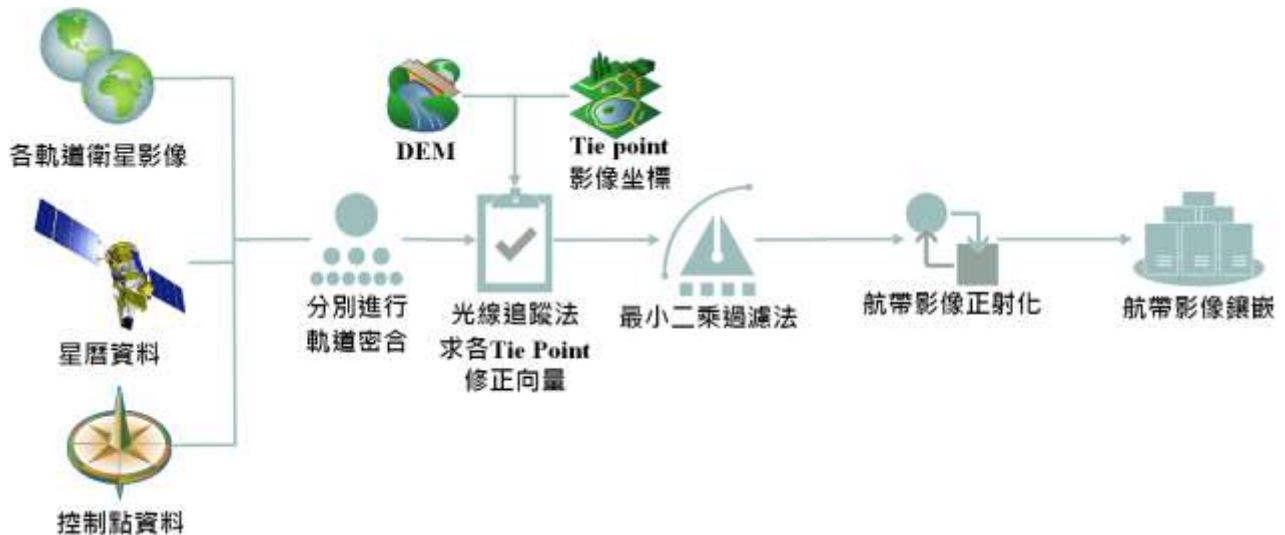 各軌道衛星影像
星曆資料
控制點資料
分別進行
軌道密合
DEM
Tie point
影像坐標
光線追蹤法
求各Tie Point
修正向量
最小二乘過濾法
航帶影像正射化
航帶影像鑲嵌